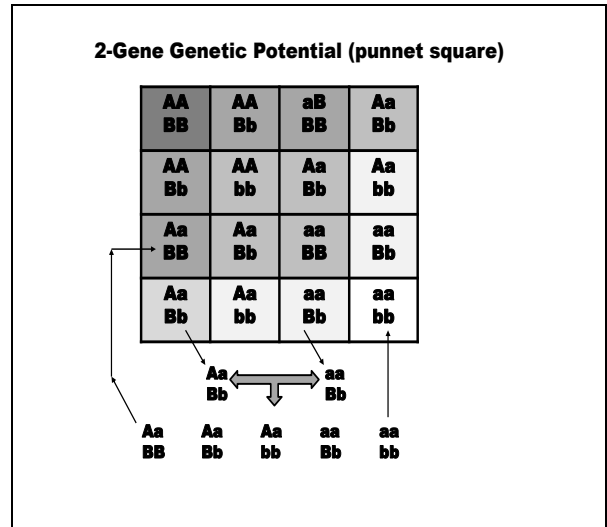 2-Gene Genetic Potential (punnet square)
AA AA aB Aa
BB Bb BB Bb
AA AA Aa Aa
Bb bb Bb bb
Aa Aa aa aa
BB Bb BB Bb
Aa Aa aa aa
Bb bb Bb bb
Aa aa
Bb Bb
Aa Aa Aa aa aa
BB Bb bb Bb bb